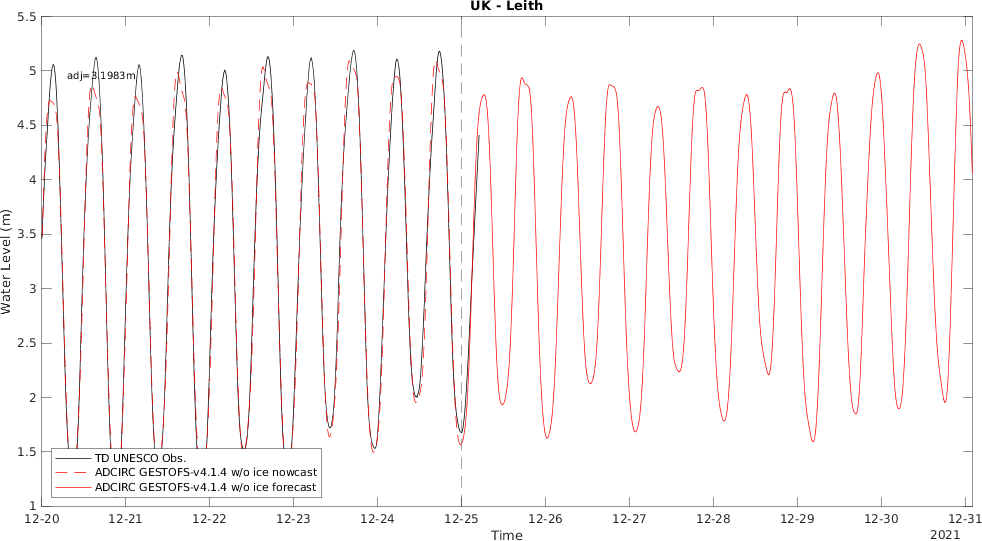 UK - Leith
5.5
5
4.5
4
3.5
3
2.5
2
1.5
1
Water Level (m)
adj=3.1983m
TD UNESCO Obs.
ADCIRC GESTOFS-v4.1.4 w/o ice nowcast
ADCIRC GESTOFS-v4.1.4 w/o ice forecast
12-20 12-21 12-22 12-23 12-24 12-25 12-26 12-27 12-28 12-29 12-30 12-31
Time
2021